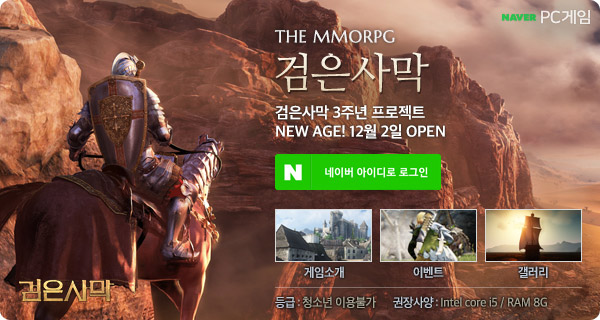 NAVER PC게임
THE MMORPG
검은사막
검은사막 3주년 프로젝트
NEW AGE! 12월 2일 OPEN
N 네이버 아이디로 로그인
게임소개 이벤트 갤러리
검은사막
등급 : 청소년 이용불가 권장사양 : Intel core i5 / RAM 8G